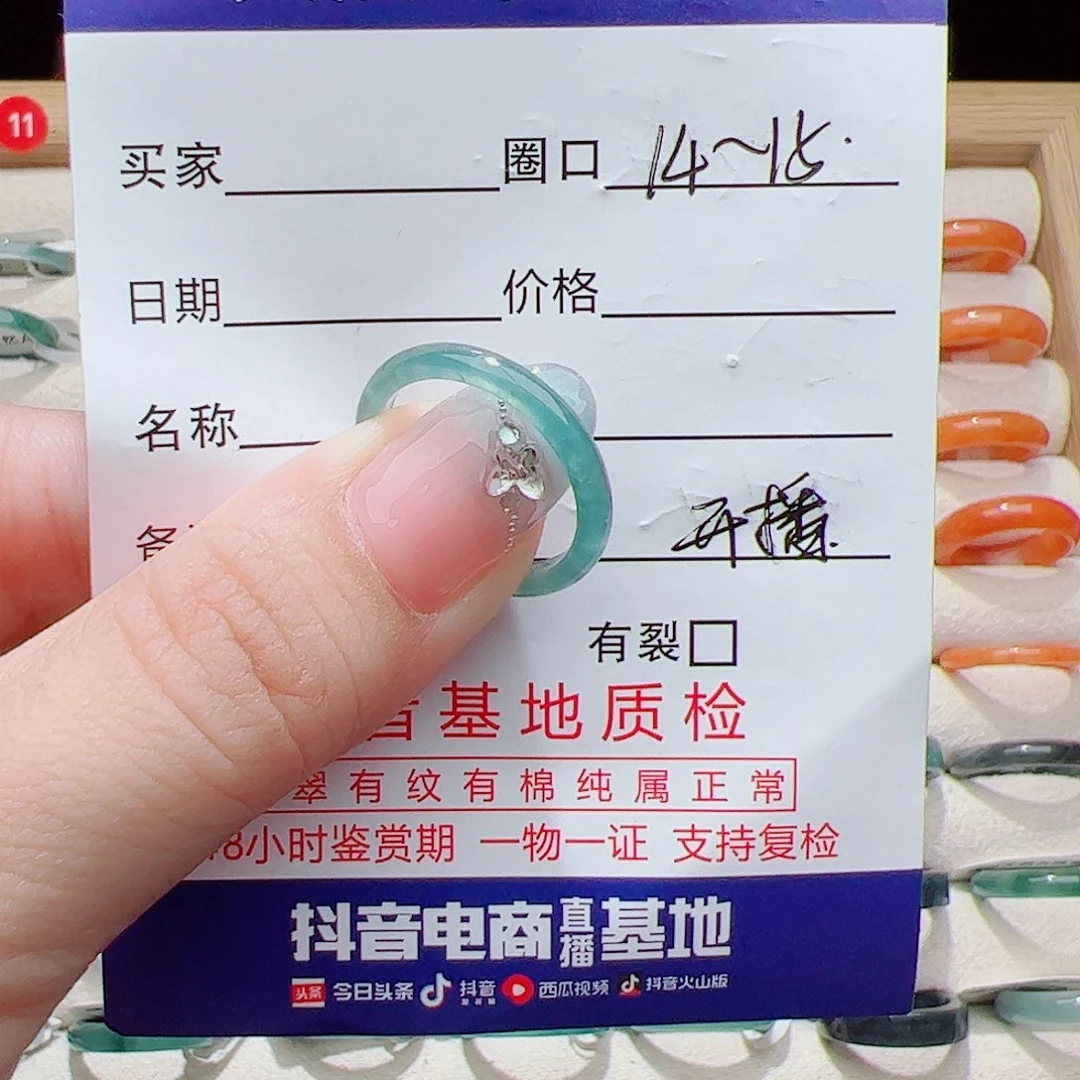 11
买家 圈口 14~15.
日期 价格
名称
开播
有裂
基地质检
翠有纹有棉纯属正常
8小时鉴赏期 一物一证 支持复检
抖音电商直播基地
头条 今日头条 抖音 西瓜视频 抖音火山版